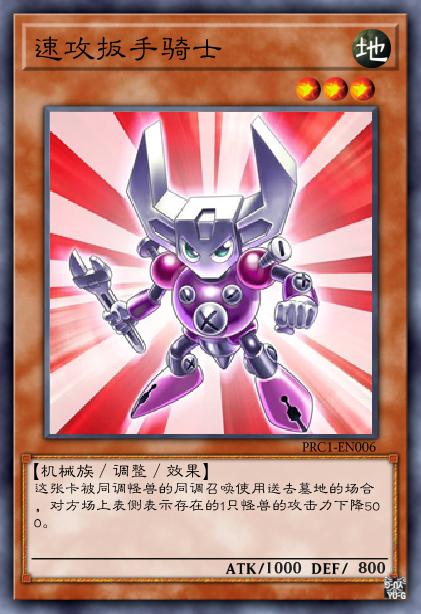 速攻扳手骑士
地
PRC1-EN006
【机械族／调整／效果】
这张卡被同调怪兽的同调召唤使用送去墓地的场合
，对方场上表侧表示存在的1只怪兽的攻击力下降50
0。
ATK/1000 DEF/ 800